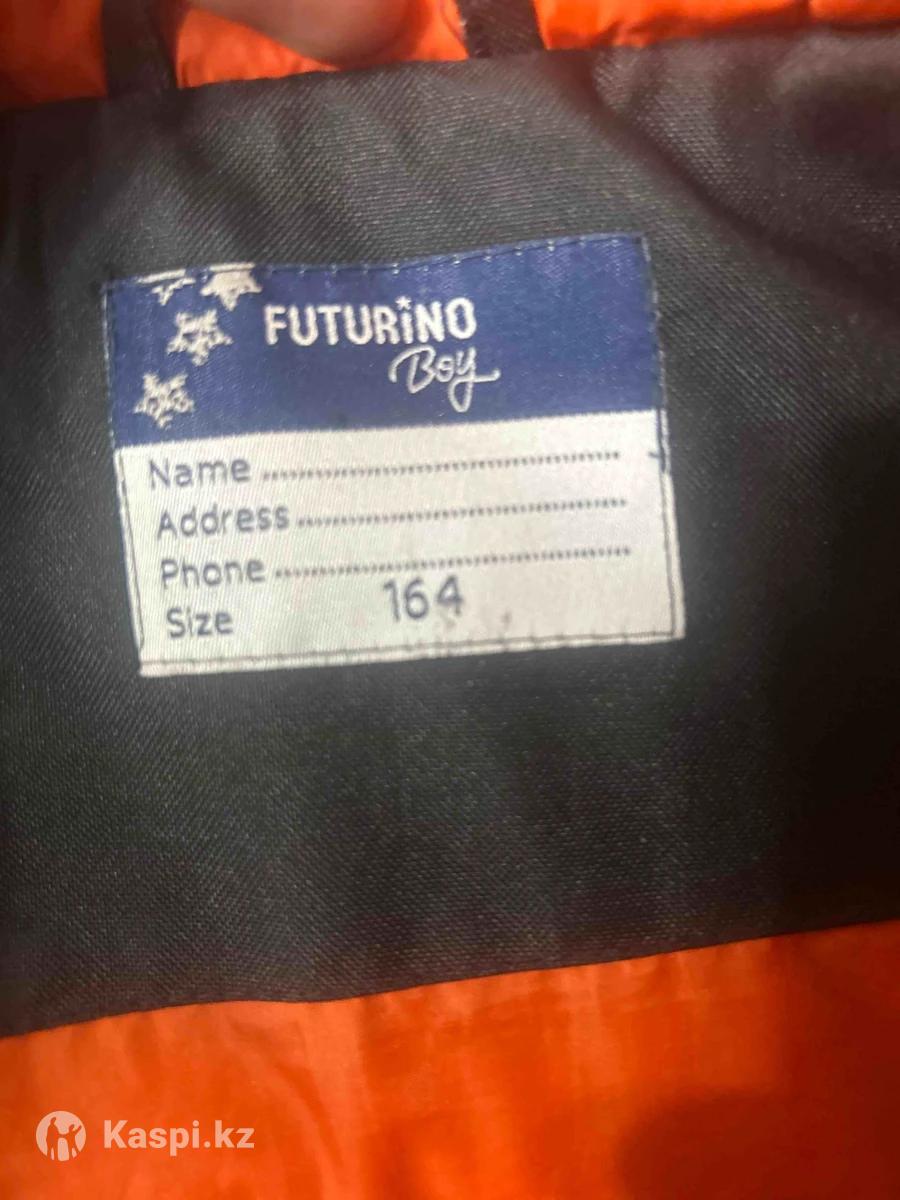 FUTURiNO
Boy
Name ........................................
Address ....................................
Phone ......................................
Size 164
Kaspi.kz